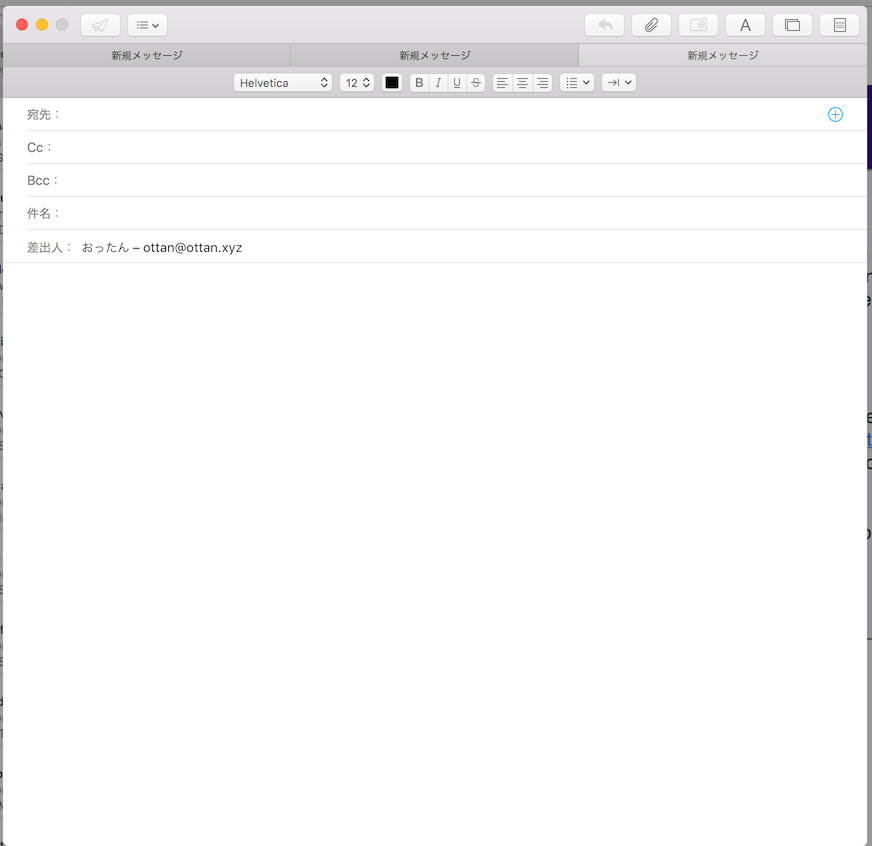 新規メッセージ 新規メッセージ 新規メッセージ
Helvetica 12 B I U S
宛先：
Cc：
Bcc：
件名：
差出人： おったん – ottan@ottan.xyz